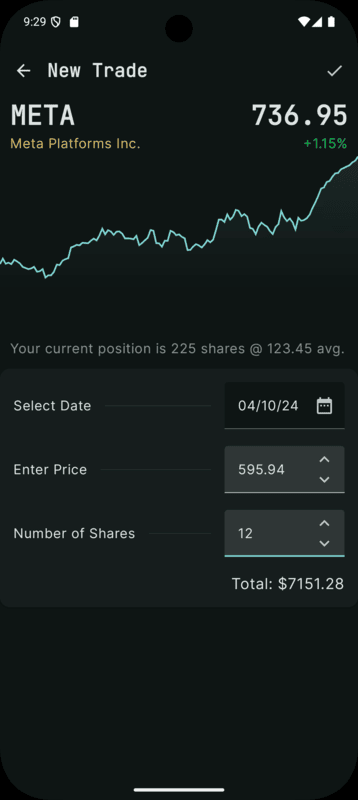 9:29
New Trade
META 736.95
Meta Platforms Inc. +1.15%
Your current position is 225 shares @ 123.45 avg.
Select Date 04/10/24
Enter Price 595.94
Number of Shares 12
Total: $7151.28